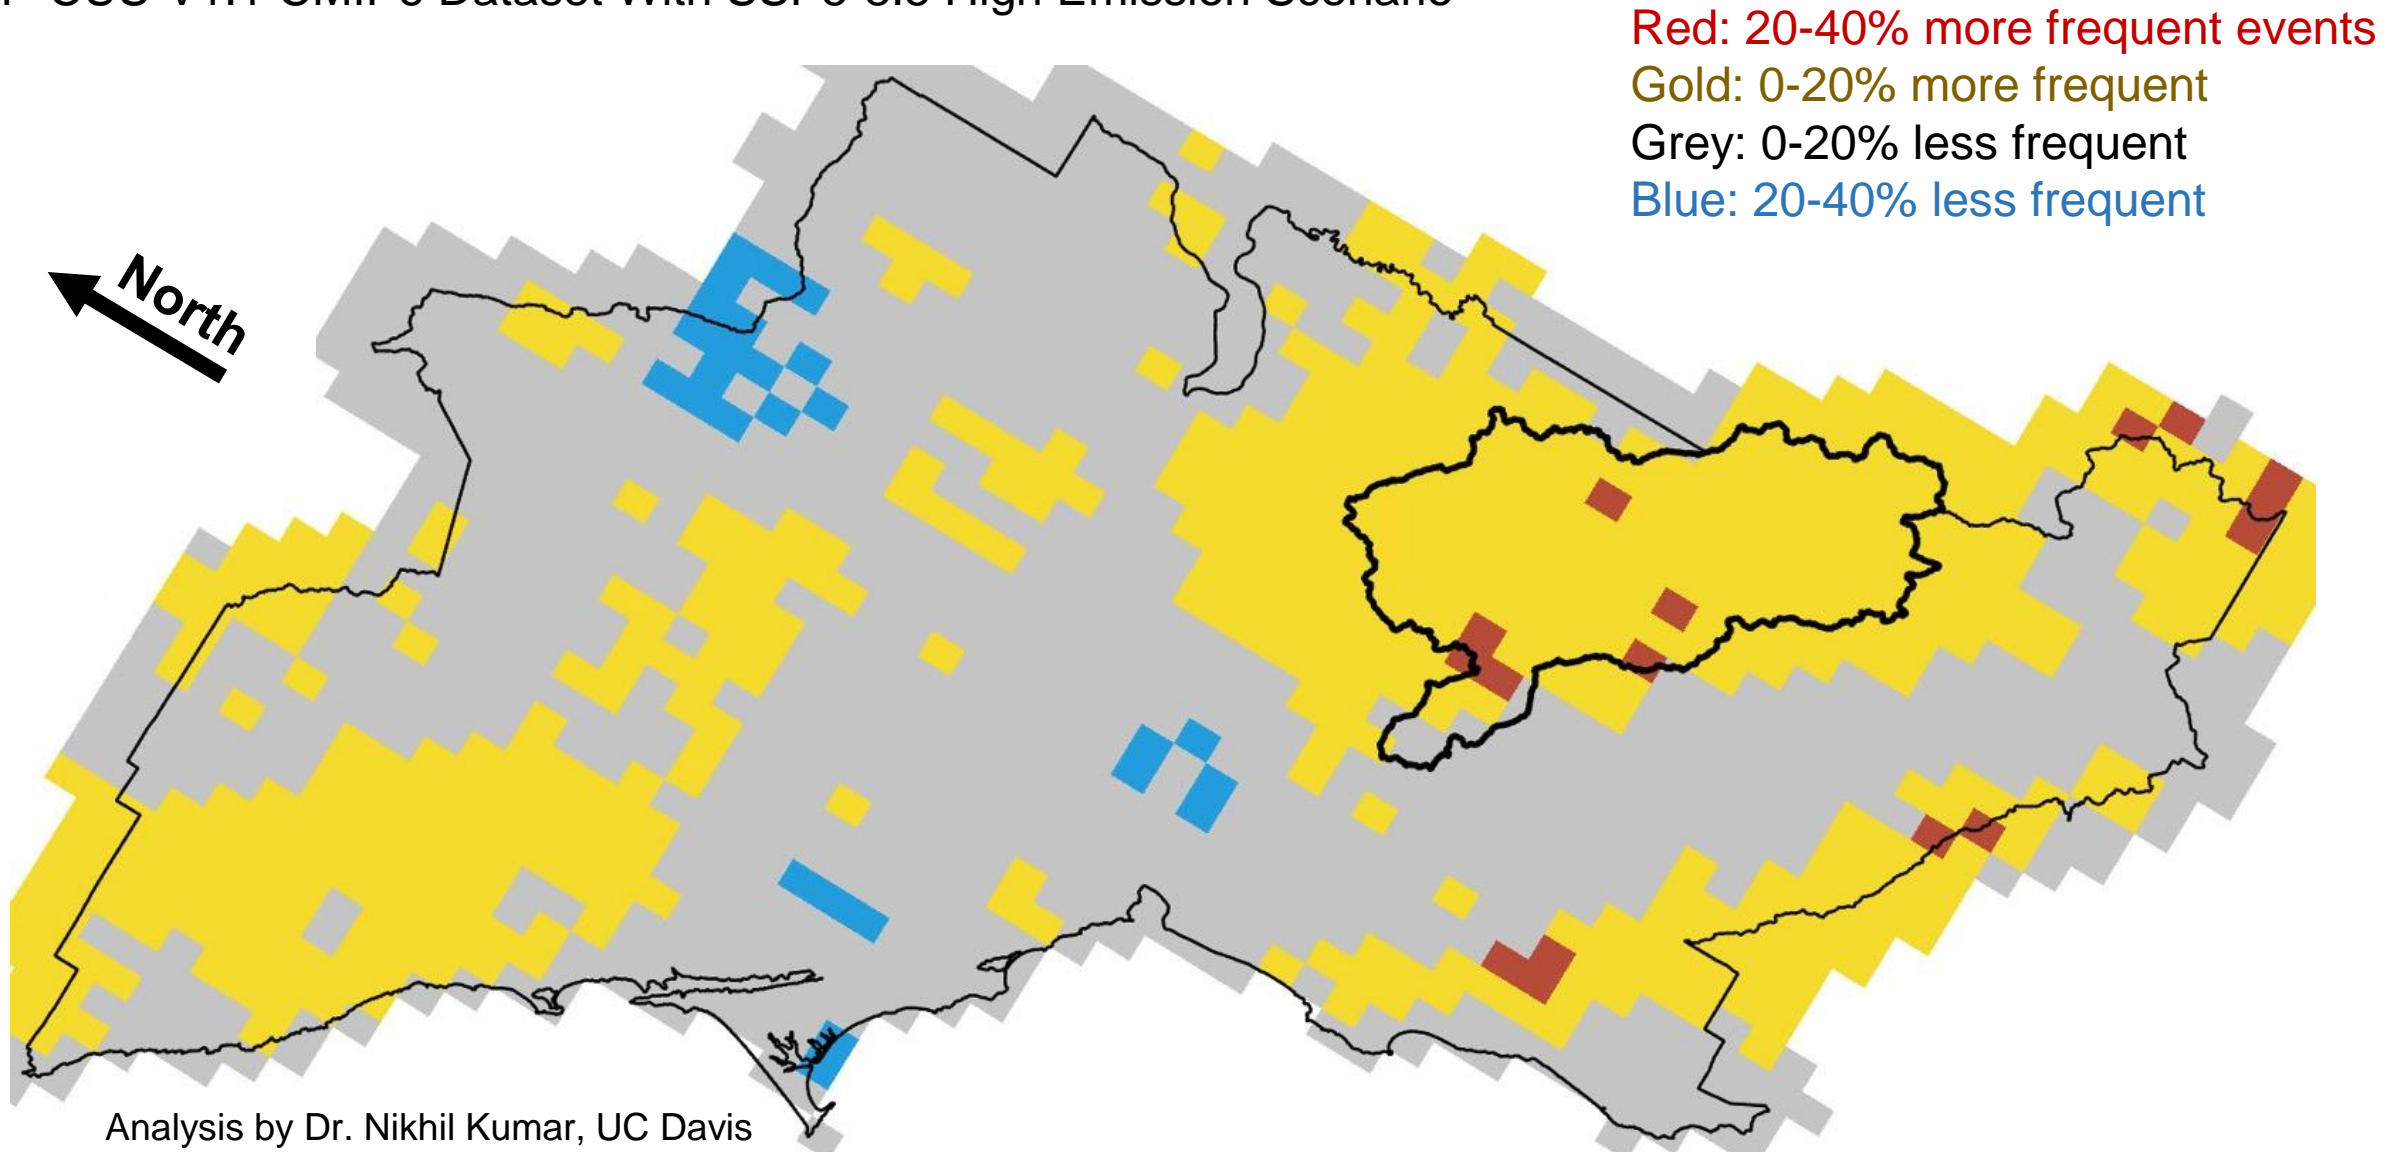 Red: 20-40% more frequent events
Gold: 0-20% more frequent
Grey: 0-20% less frequent
Blue: 20-40% less frequent
North
Analysis by Dr. Nikhil Kumar, UC Davis